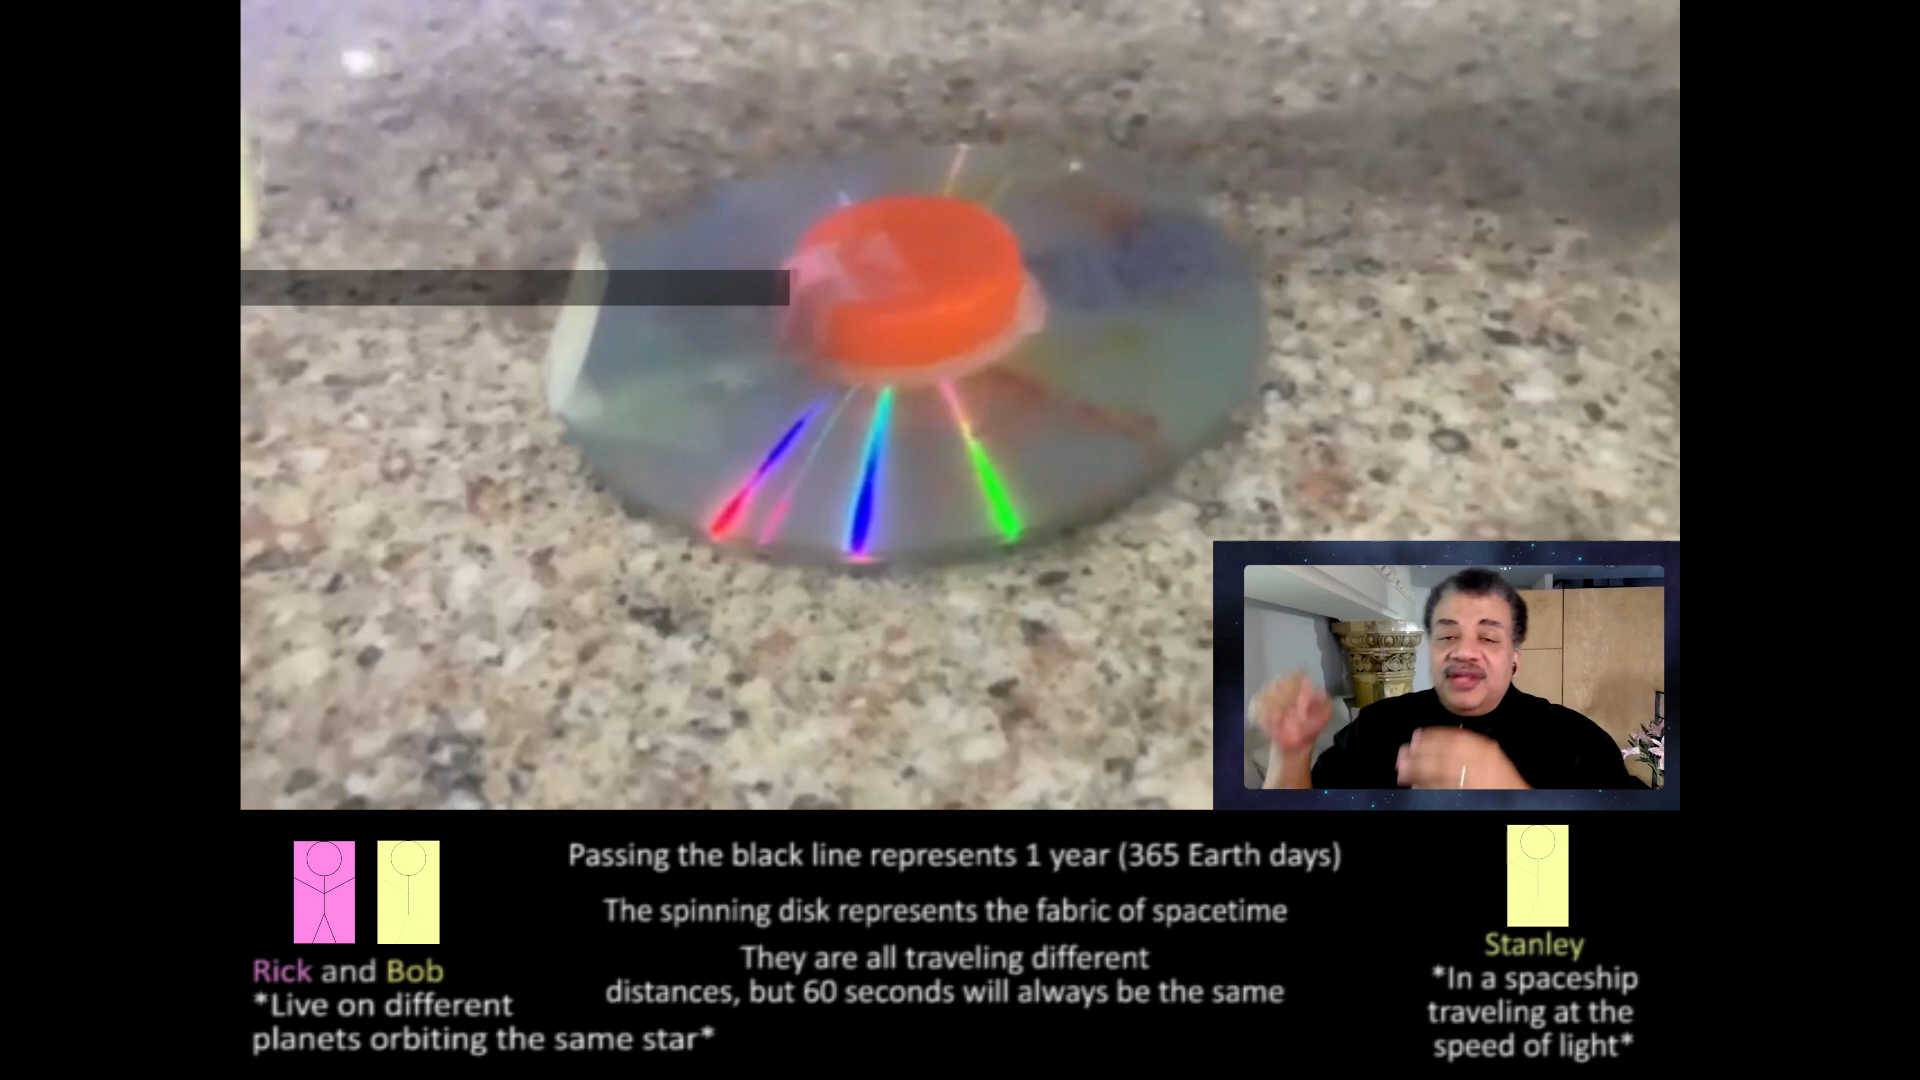 Passing the black line represents 1 year (365 Earth days)
The spinning disk represents the fabric of spacetime
They are all traveling different
distances, but 60 seconds will always be the same
Rick and Bob
*Live on different
planets orbiting the same star*
Stanley
*In a spaceship
traveling at the
speed of light*